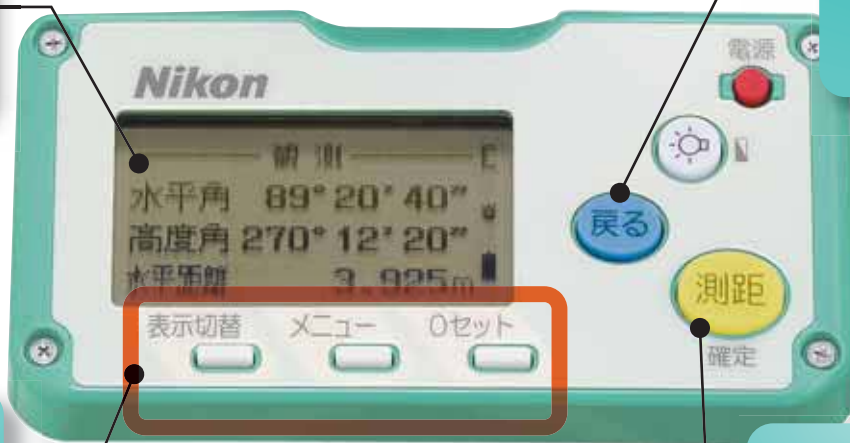 Nikon
電源
観測
水平角 89°20'40"
高度角 270°12'20"
水平距離 3.925m
戻る
測距
確定
表示切替 メニュー 0セット